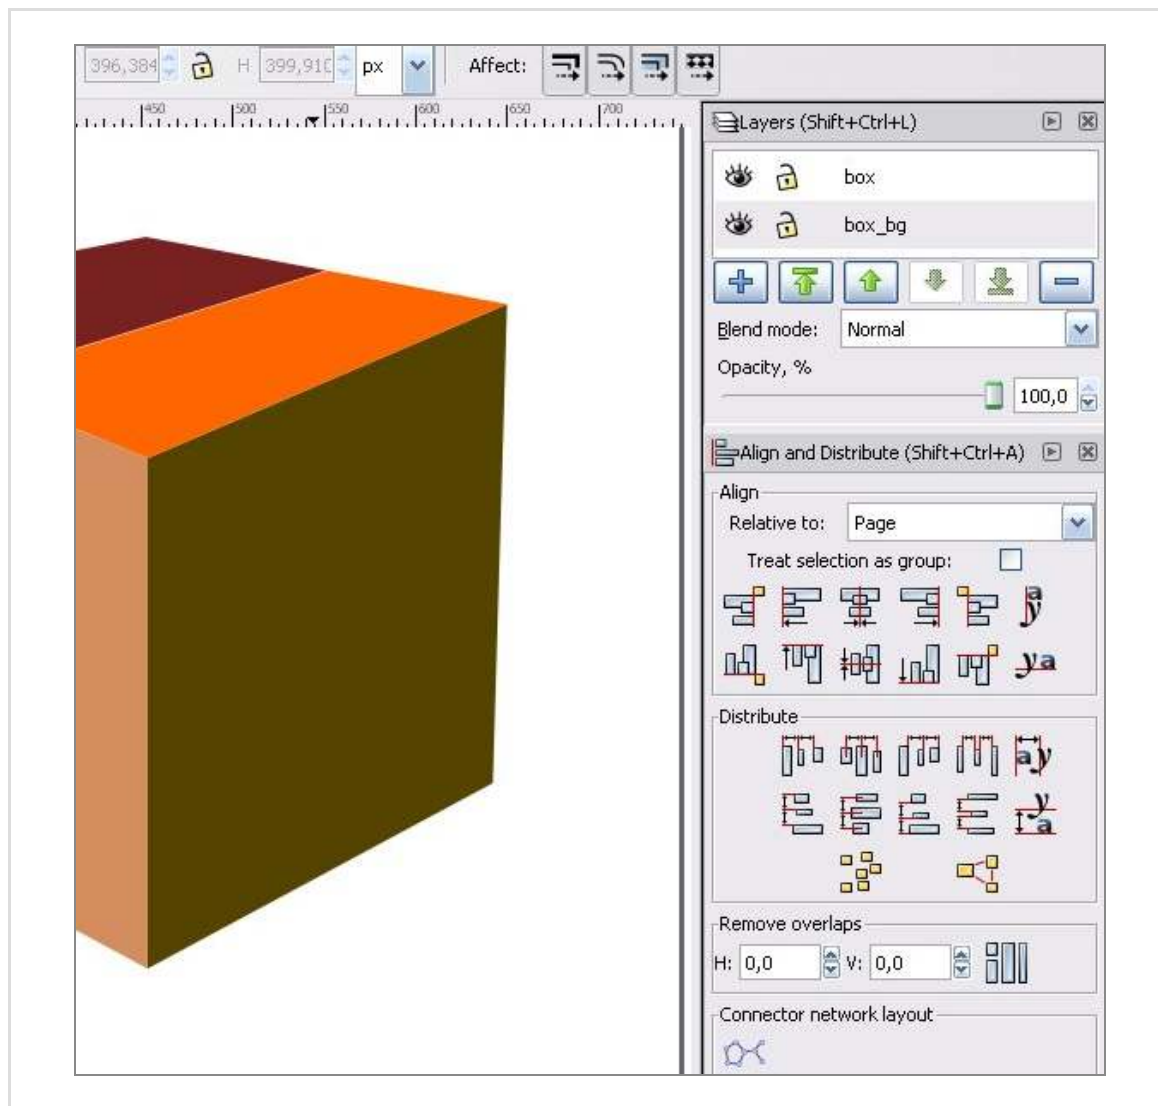 396,384 H 399,910 px Affect:
450 500 550 600 650 700
Layers (Shift+Ctrl+L)
box
box_bg
Blend mode: Normal
Opacity, %
100,0
Align and Distribute (Shift+Ctrl+A)
Align
Relative to: Page
Treat selection as group:
Distribute
Remove overlaps
H: 0,0 V: 0,0
Connector network layout